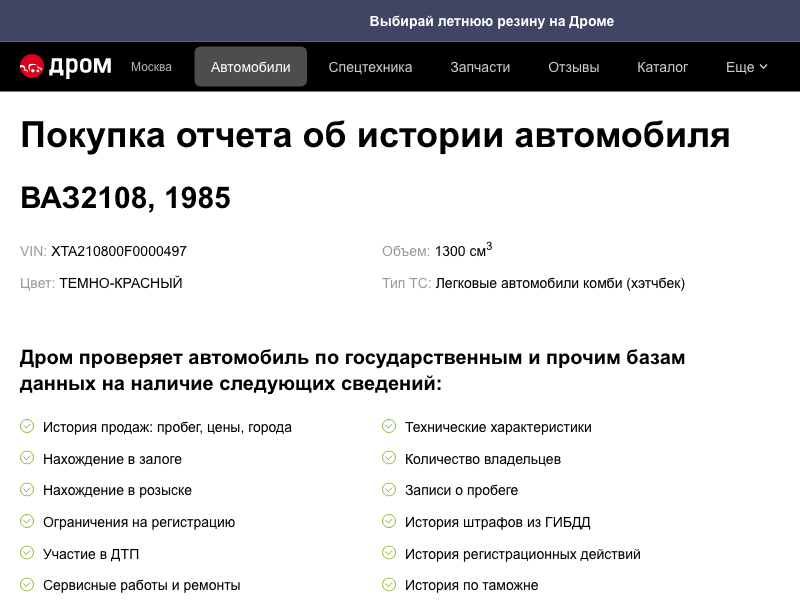 Выбирай летнюю резину на Дроме
дром Москва Автомобили Спецтехника Запчасти Отзывы Каталог Еще
Покупка отчета об истории автомобиля
ВАЗ2108, 1985
VIN: XTA210800F0000497 Объем: 1300 см3
Цвет: ТЕМНО-КРАСНЫЙ Тип ТС: Легковые автомобили комби (хэтчбек)
Дром проверяет автомобиль по государственным и прочим базам
данных на наличие следующих сведений:
История продаж: пробег, цены, города Технические характеристики
Нахождение в залоге Количество владельцев
Нахождение в розыске Записи о пробеге
Ограничения на регистрацию История штрафов из ГИБДД
Участие в ДТП История регистрационных действий
Сервисные работы и ремонты История по таможне